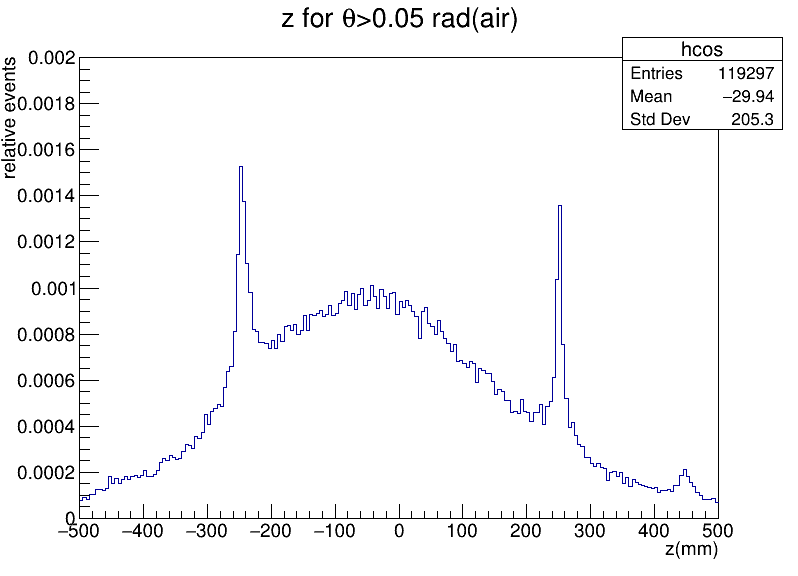 z for θ>0.05 rad(air)
hcos
Entries 119297
Mean −29.94
Std Dev 205.3
relative events
0.002
0.0018
0.0016
0.0014
0.0012
0.001
0.0008
0.0006
0.0004
0.0002
0
−500 −400 −300 −200 −100 0 100 200 300 400 500
z(mm)